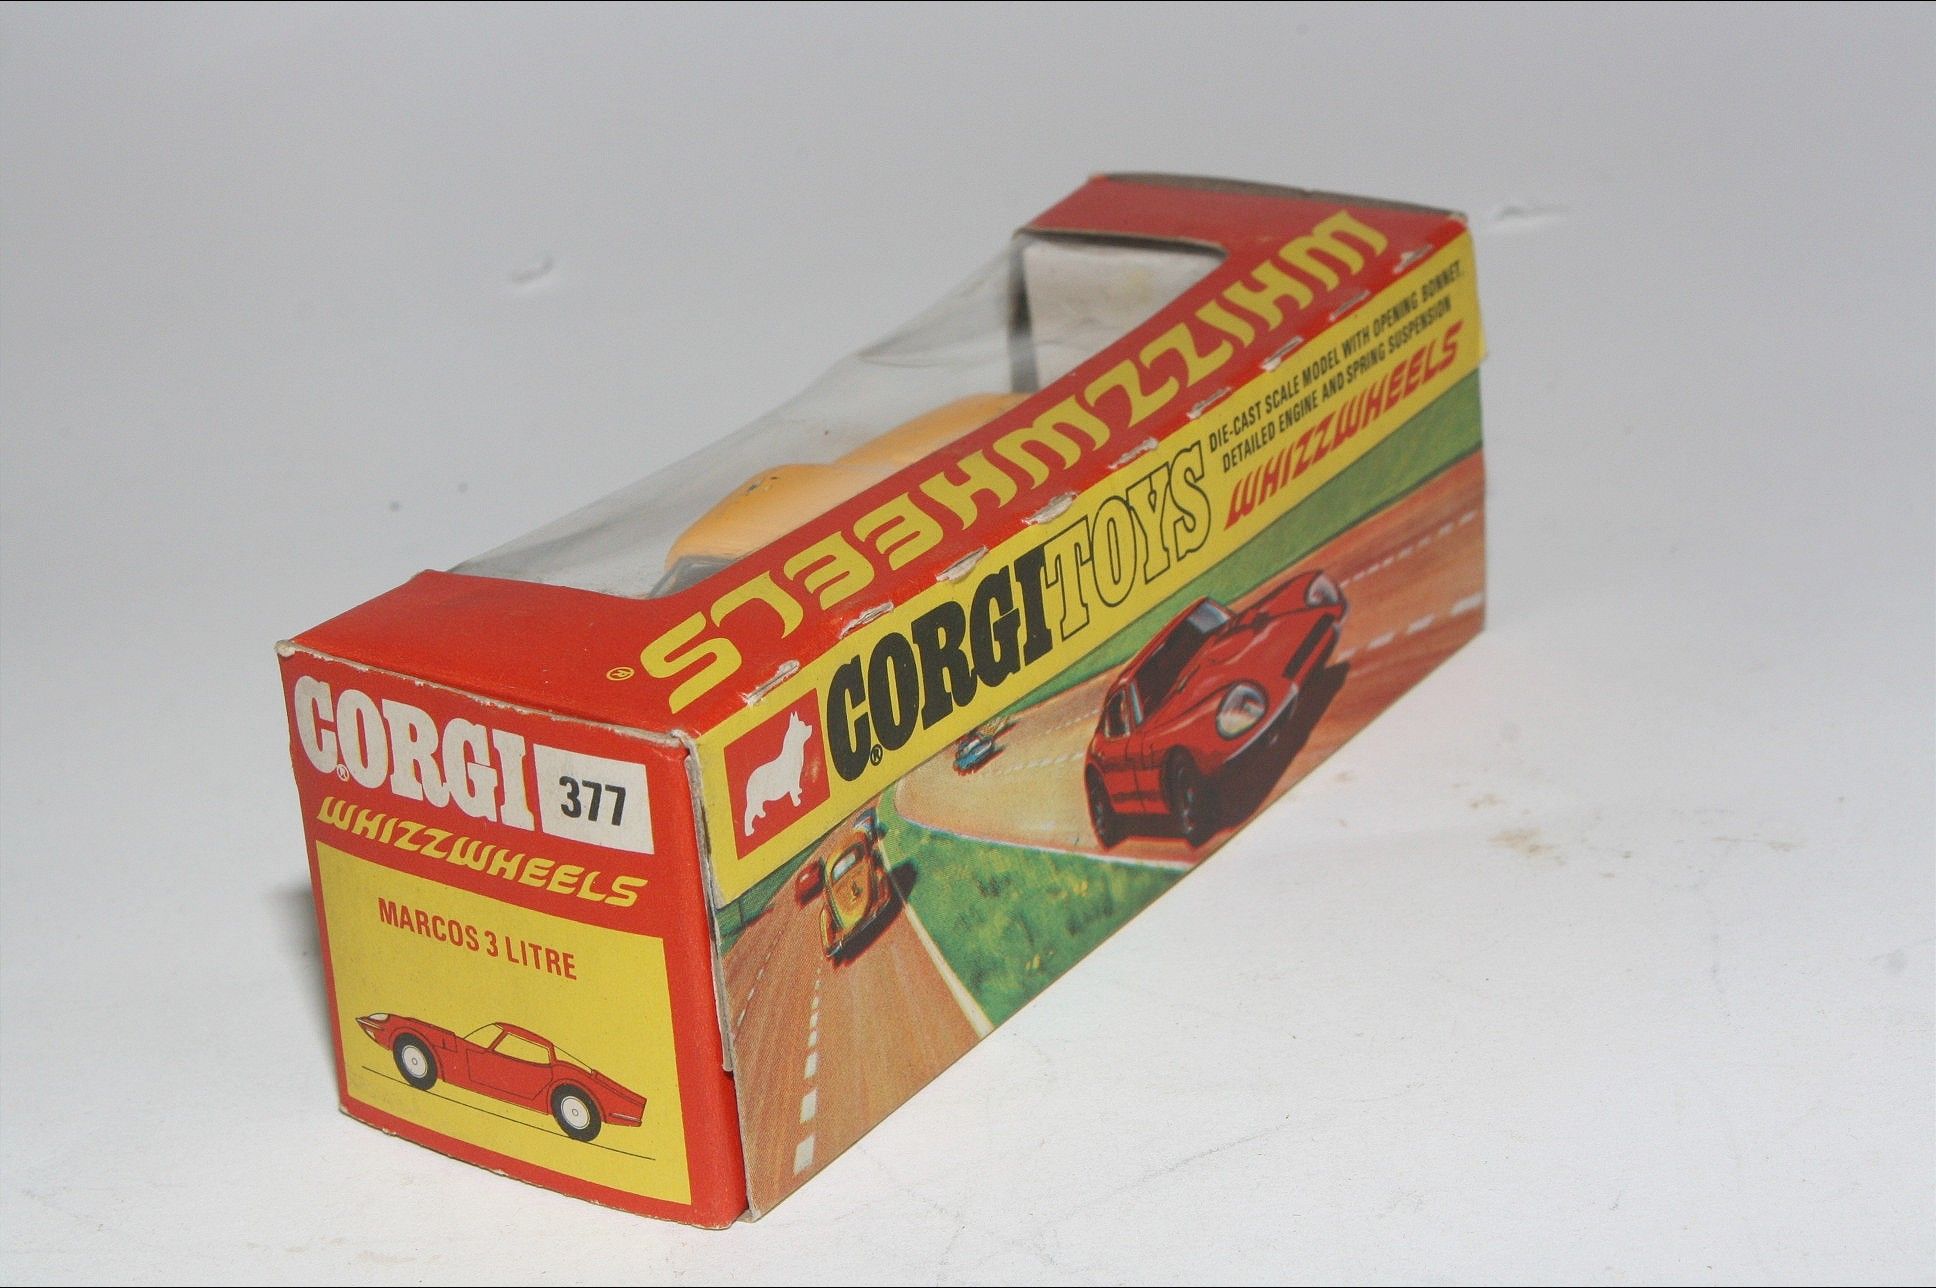 WHIZZWHEELS®
CORGI® TOYS
DIE-CAST SCALE MODEL WITH OPENING BONNET.
DETAILED ENGINE AND SPRING SUSPENSION
WHIZZWHEELS
CORGI® 377
WHIZZWHEELS
MARCOS 3 LITRE